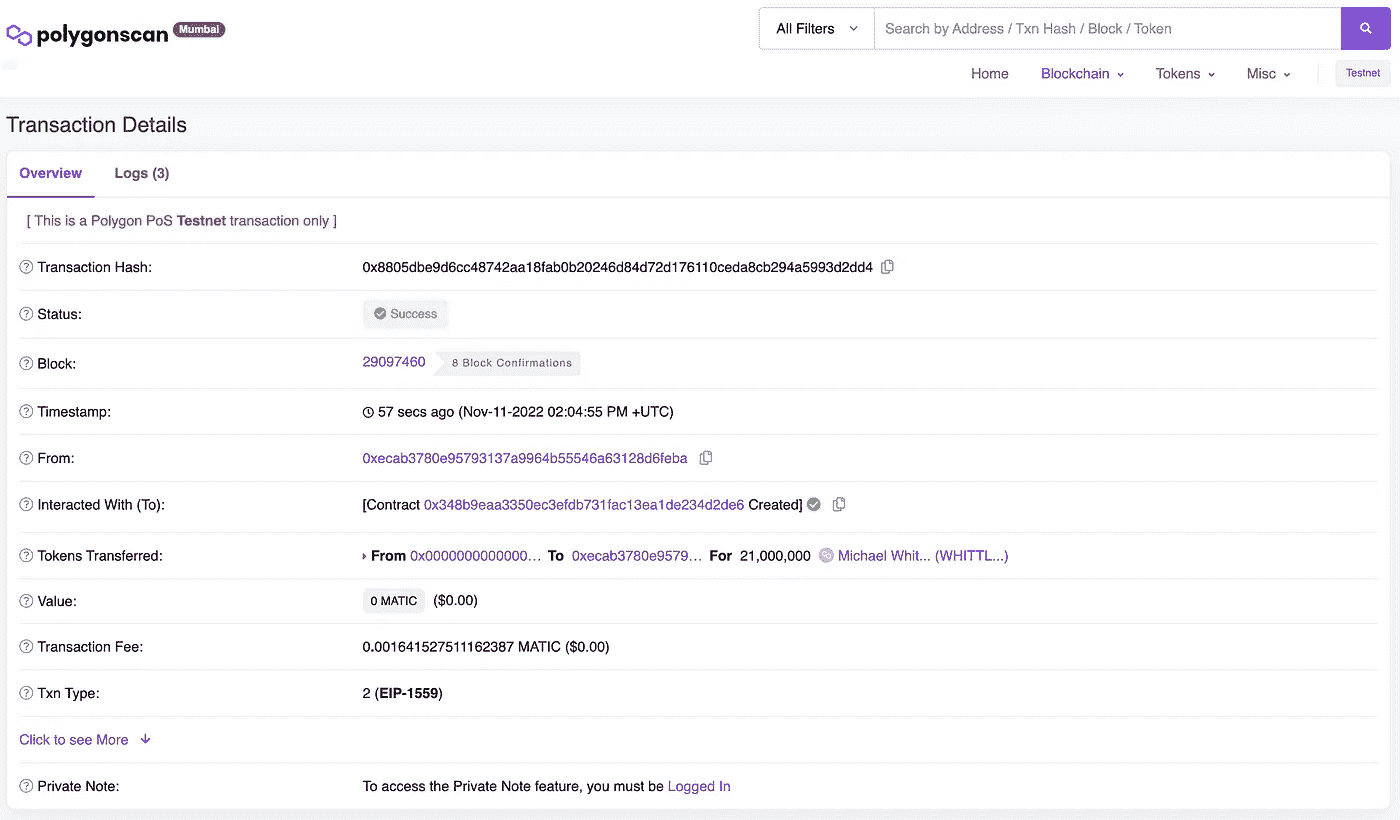 polygonscan Mumbai
All Filters Search by Address / Txn Hash / Block / Token
Home Blockchain Tokens Misc Testnet
Transaction Details
Overview Logs (3)
[ This is a Polygon PoS Testnet transaction only ]
Transaction Hash: 0x8805dbe9d6cc48742aa18fab0b20246d84d72d176110ceda8cb294a5993d2dd4
Status: Success
Block: 29097460 8 Block Confirmations
Timestamp: 57 secs ago (Nov-11-2022 02:04:55 PM +UTC)
From: 0xecab3780e95793137a9964b55546a63128d6feba
Interacted With (To): [Contract 0x348b9eaa3350ec3efdb731fac13ea1de234d2de6 Created]
Tokens Transferred: From 0x0000000000000... To 0xecab3780e9579... For 21,000,000 Michael Whit... (WHITTL...)
Value: 0 MATIC ($0.00)
Transaction Fee: 0.001641527511162387 MATIC ($0.00)
Txn Type: 2 (EIP-1559)
Click to see More
Private Note: To access the Private Note feature, you must be Logged In